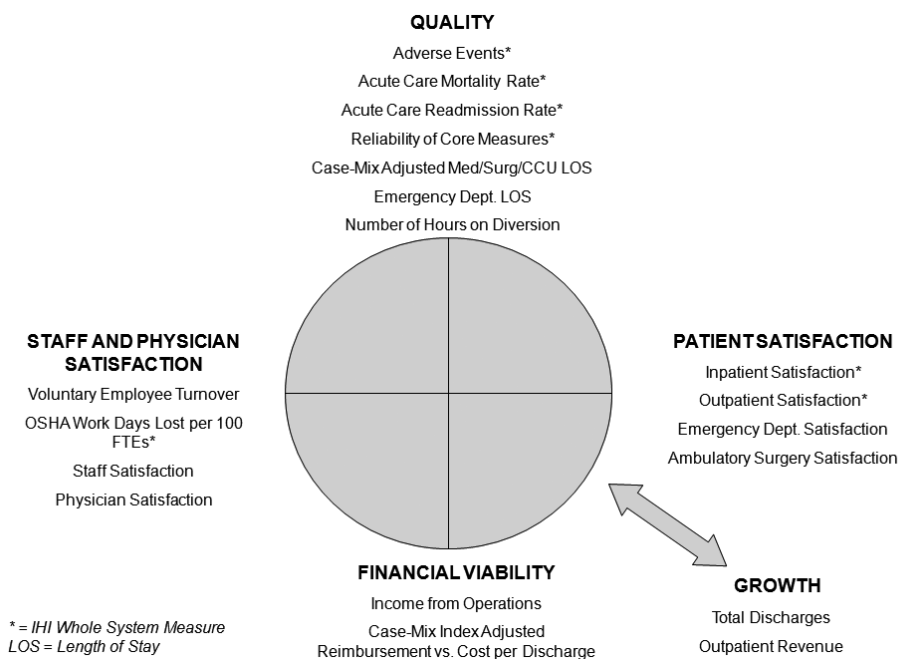 QUALITY
Adverse Events*
Acute Care Mortality Rate*
Acute Care Readmission Rate*
Reliability of Core Measures*
Case-Mix Adjusted Med/Surg/CCU LOS
Emergency Dept. LOS
Number of Hours on Diversion
STAFF AND PHYSICIAN
SATISFACTION
Voluntary Employee Turnover
OSHA Work Days Lost per 100
FTEs*
Staff Satisfaction
Physician Satisfaction
PATIENT SATISFACTION
Inpatient Satisfaction*
Outpatient Satisfaction*
Emergency Dept. Satisfaction
Ambulatory Surgery Satisfaction
FINANCIAL VIABILITY
Income from Operations
Case-Mix Index Adjusted
Reimbursement vs. Cost per Discharge
GROWTH
Total Discharges
Outpatient Revenue
* = IHI Whole System Measure
LOS = Length of Stay